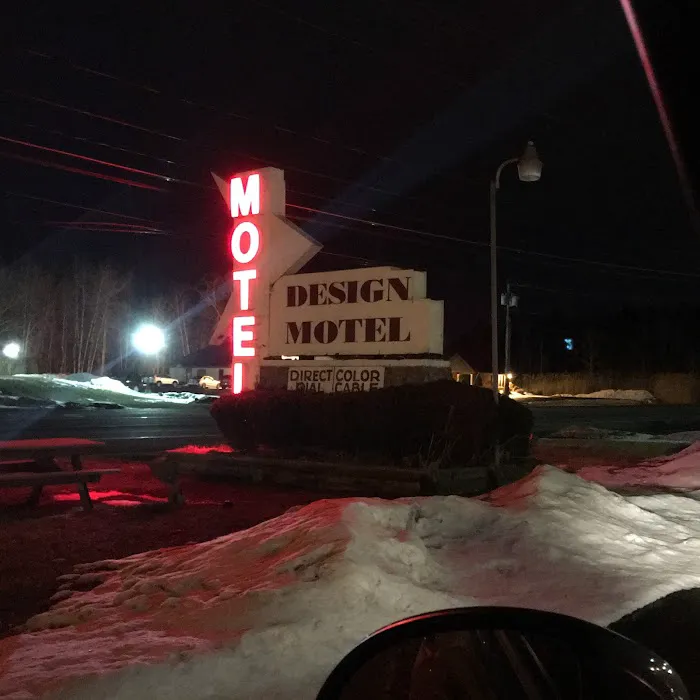 MOTEL
DESIGN
MOTEL
DIRECT COLOR
DIAL CABLE